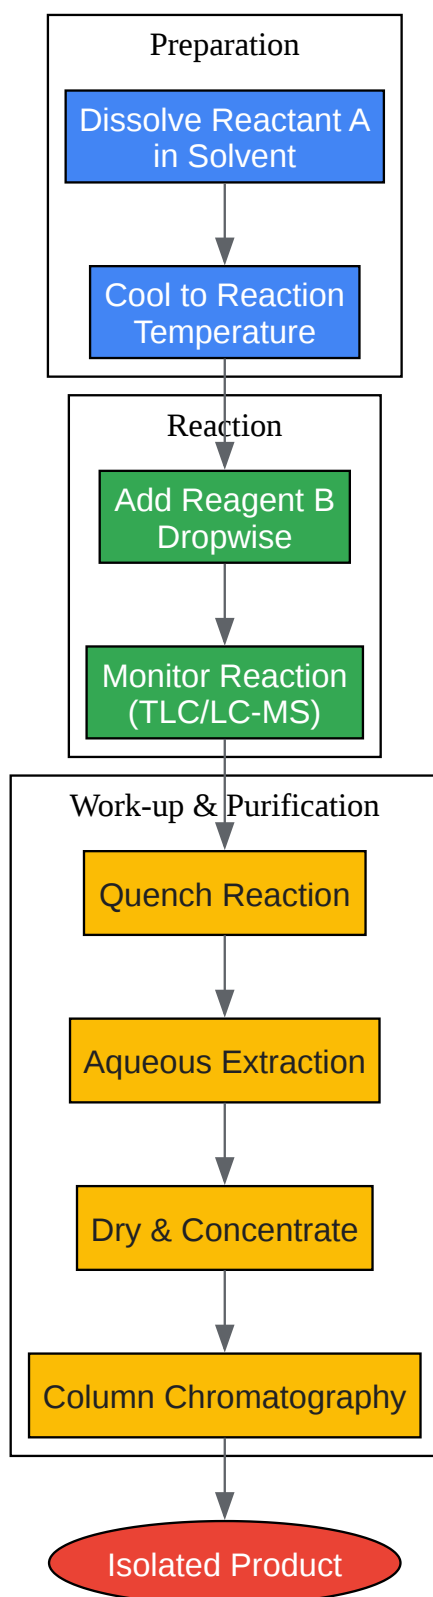 Preparation
Dissolve Reactant A
in Solvent
Cool to Reaction
Temperature
Reaction
Add Reagent B
Dropwise
Monitor Reaction
(TLC/LC-MS)
Work-up & Purification
Quench Reaction
Aqueous Extraction
Dry & Concentrate
Column Chromatography
Isolated Product